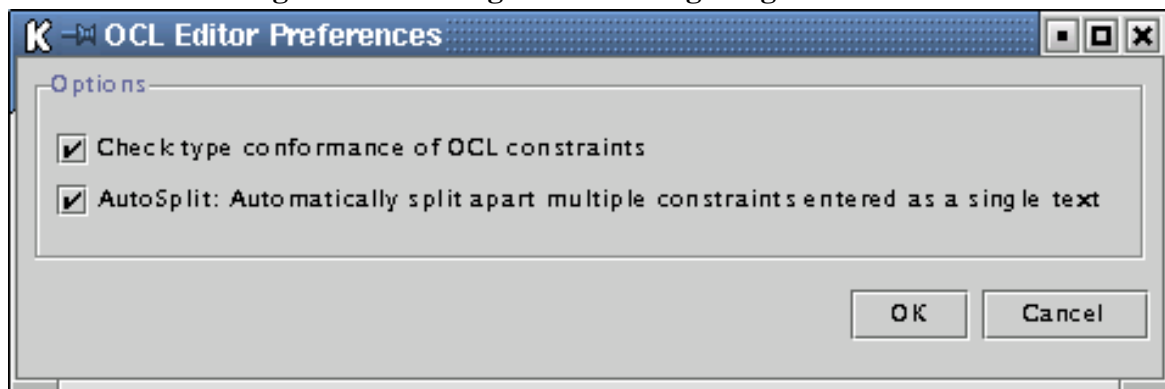 OCL Editor Preferences
Options
Check type conformance of OCL constraints
AutoSplit: Automatically split apart multiple constraints entered as a single text
OK Cancel